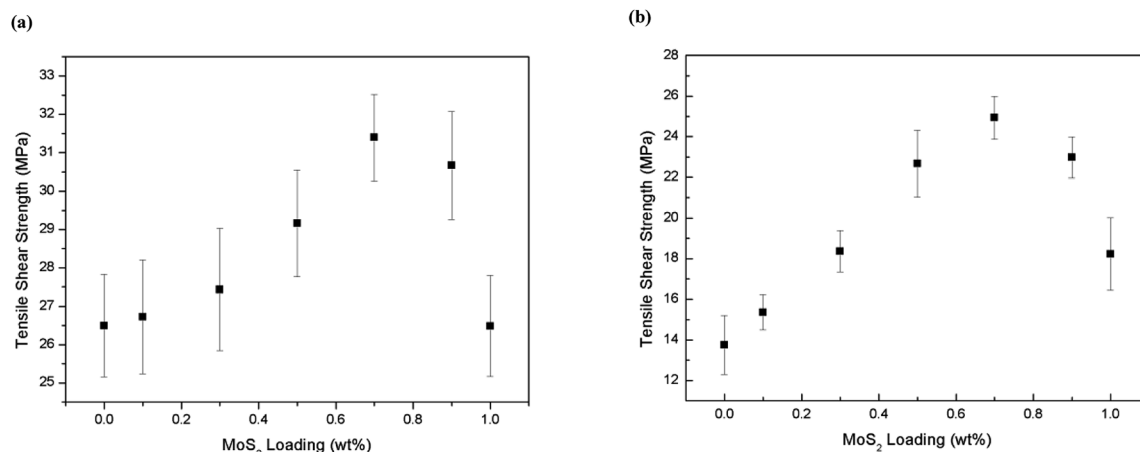 (a)
(b)
Tensile Shear Strength (MPa)
33
32
31
30
29
28
27
26
25
0.0 0.2 0.4 0.6 0.8 1.0
MoS2 Loading (wt%)
Tensile Shear Strength (MPa)
28
26
24
22
20
18
16
14
12
0.0 0.2 0.4 0.6 0.8 1.0
MoS2 Loading (wt%)